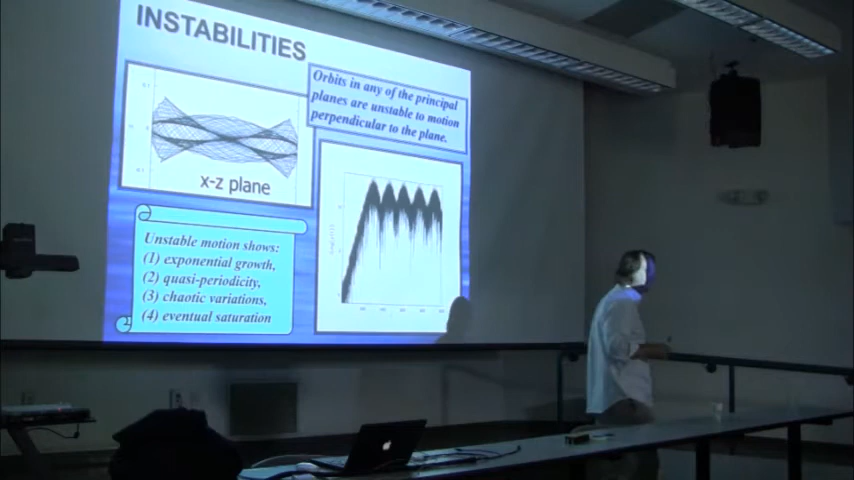 INSTABILITIES
Orbits in any of the principal
planes are unstable to motion
perpendicular to the plane.
x-z plane
Unstable motion shows:
(1) exponential growth,
(2) quasi-periodicity,
(3) chaotic variations,
(4) eventual saturation